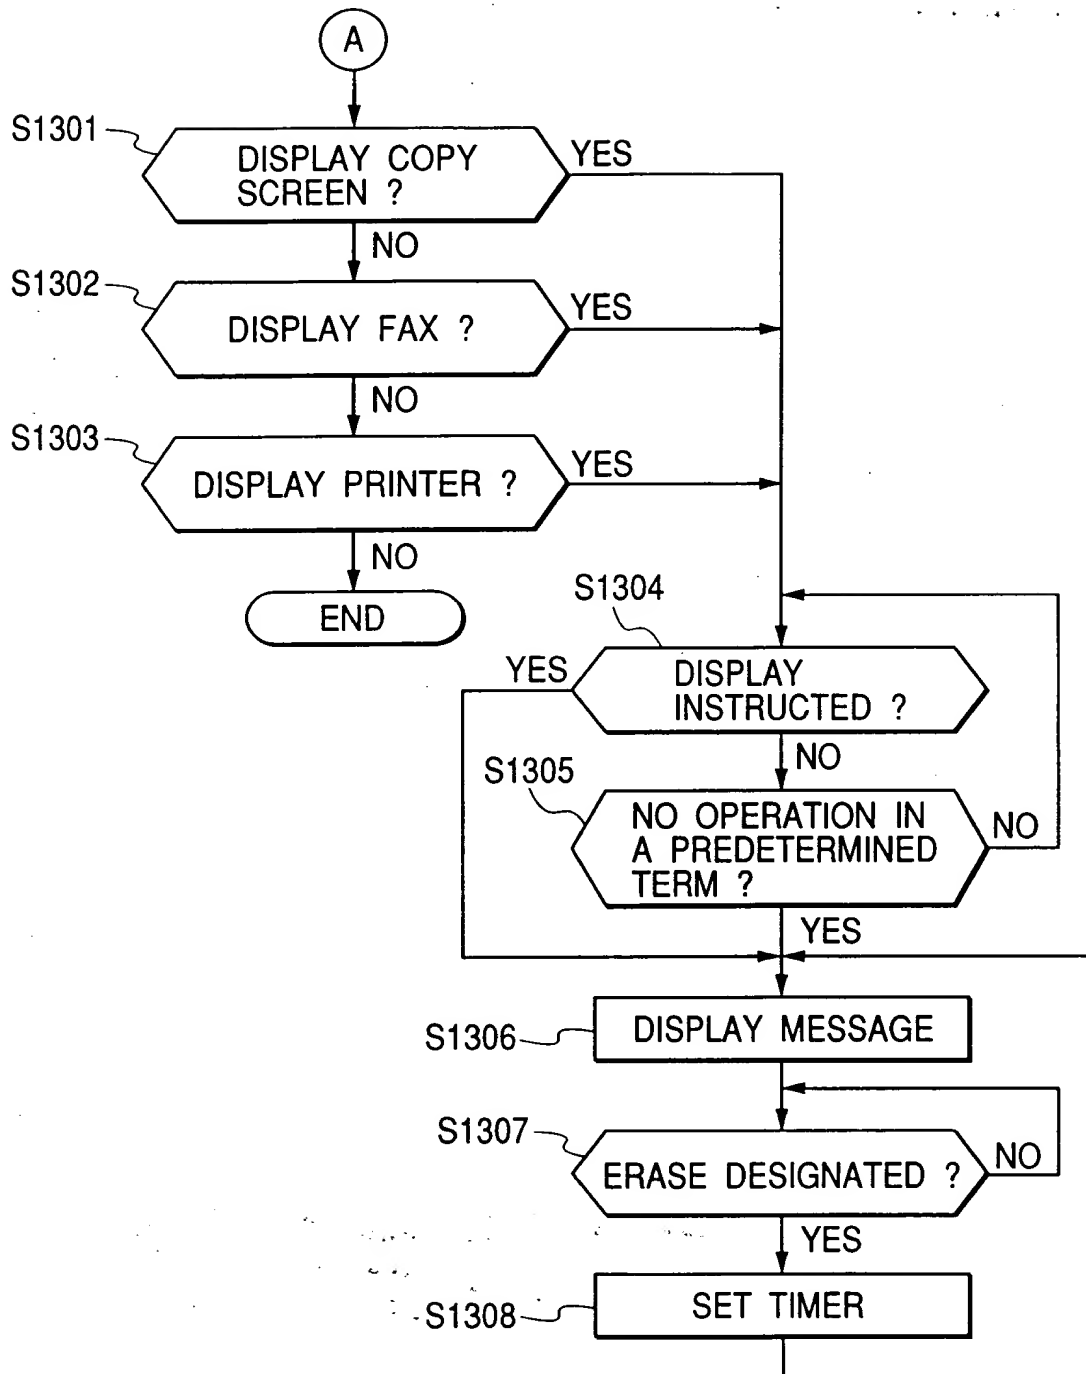 A
S1301
DISPLAY COPY
SCREEN ?
YES
NO
S1302
DISPLAY FAX ?
YES
NO
S1303
DISPLAY PRINTER ?
YES
NO
END
S1304
YES
DISPLAY
INSTRUCTED ?
NO
S1305
NO OPERATION IN
A PREDETERMINED
TERM ?
NO
YES
S1306
DISPLAY MESSAGE
S1307
ERASE DESIGNATED ?
NO
YES
S1308
SET TIMER